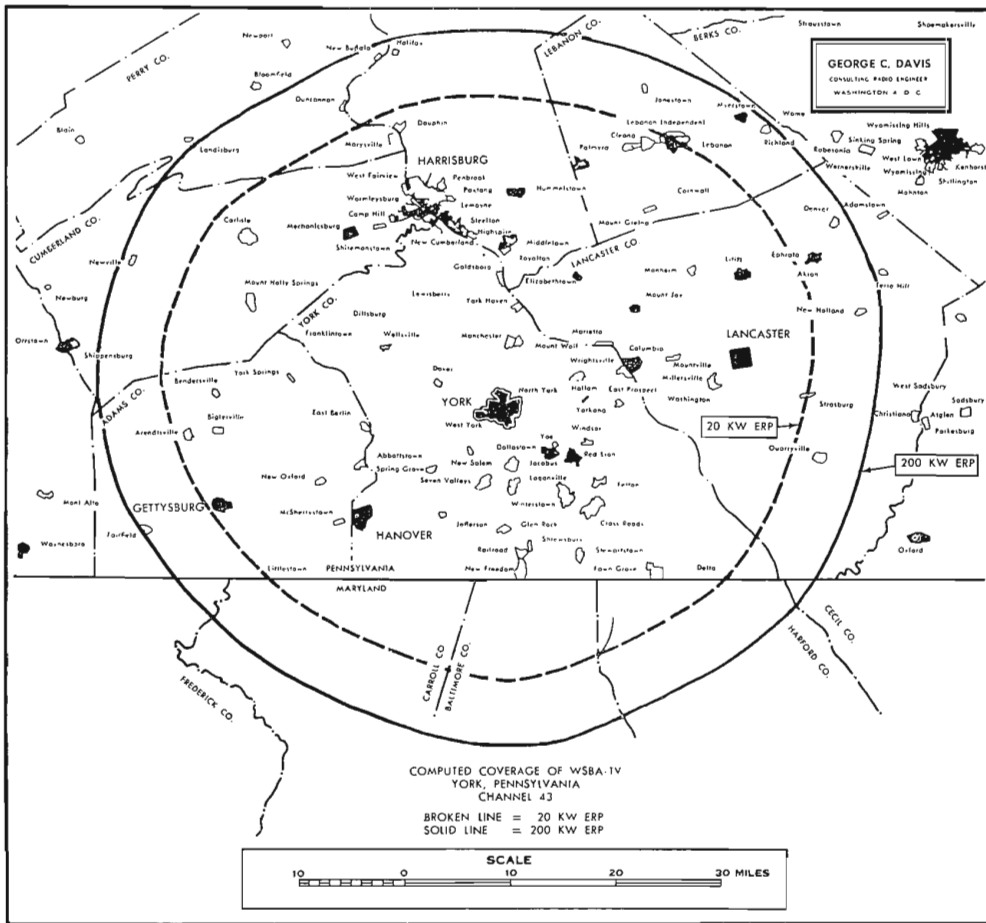 Strausstown
Shoemakersville
BERKS CO.
LEBANON CO.
PERRY CO.
Newport
New Buffalo
Halifax
GEORGE C. DAVIS
CONSULTING RADIO ENGINEER
WASHINGTON 4 D C
Bloomfield
Duncannon
Jonestown
Myerstown
Womelsdorf
Wyomissing Hills
Blain
Landisburg
Dauphin
Marysville
Lebanon Independent
Cleona
Lebanon
Palmyra
Richland
Robesonia
Sinking Spring
West Lawn
Kenhorst
Wernersville
Wyomissing
Shillington
Mohnton
HARRISBURG
West Fairview
Penbrook
Paxtang
Hummelstown
Wormleysburg
Lemoyne
Cornwall
Adamstown
Camp Hill
Steelton
Mount Gretna
Denver
CUMBERLAND CO.
Carlisle
Mechanicsburg
Highspire
Shiremanstown
New Cumberland
Middletown
Royalton
LANCASTER CO.
Newville
Goldsboro
Elizabethtown
Manheim
Lititz
Ephrata
Akron
Terre Hill
Newburg
Mount Holly Springs
Lewisberry
York Haven
Mount Joy
New Holland
YORK CO.
Dillsburg
Orrstown
Shippensburg
Franklintown
Wellsville
Manchester
Mount Wolf
Marietta
LANCASTER
Wrightsville
Columbia
Mountville
Millersville
ADAMS CO.
Bendersville
York Springs
Dover
North York
Hallam
East Prospect
Washington
West Sadsbury
YORK
Yorkana
Strasburg
Christiana
Atglen
Sadsbury
Parkesburg
Biglerville
East Berlin
West York
Windsor
20 KW ERP
Arendtsville
Dallastown
Yoe
Red Lion
Abbottstown
Spring Grove
New Salem
Jacobus
Quarryville
200 KW ERP
New Oxford
Seven Valleys
Loganville
Felton
Mont Alto
GETTYSBURG
Winterstown
McSherrystown
Jefferson
Glen Rock
Cross Roads
Waynesboro
Fairfield
HANOVER
Shrewsbury
Railroad
Stewartstown
Oxford
Littlestown
PENNSYLVANIA
New Freedom
Fawn Grove
Delta
MARYLAND
CARROLL CO.
BALTIMORE CO.
CECIL CO.
HARFORD CO.
FREDERICK CO.
COMPUTED COVERAGE OF WSBA-TV
YORK, PENNSYLVANIA
CHANNEL 43
BROKEN LINE = 20 KW ERP
SOLID LINE = 200 KW ERP
SCALE
10 0 10 20 30 MILES